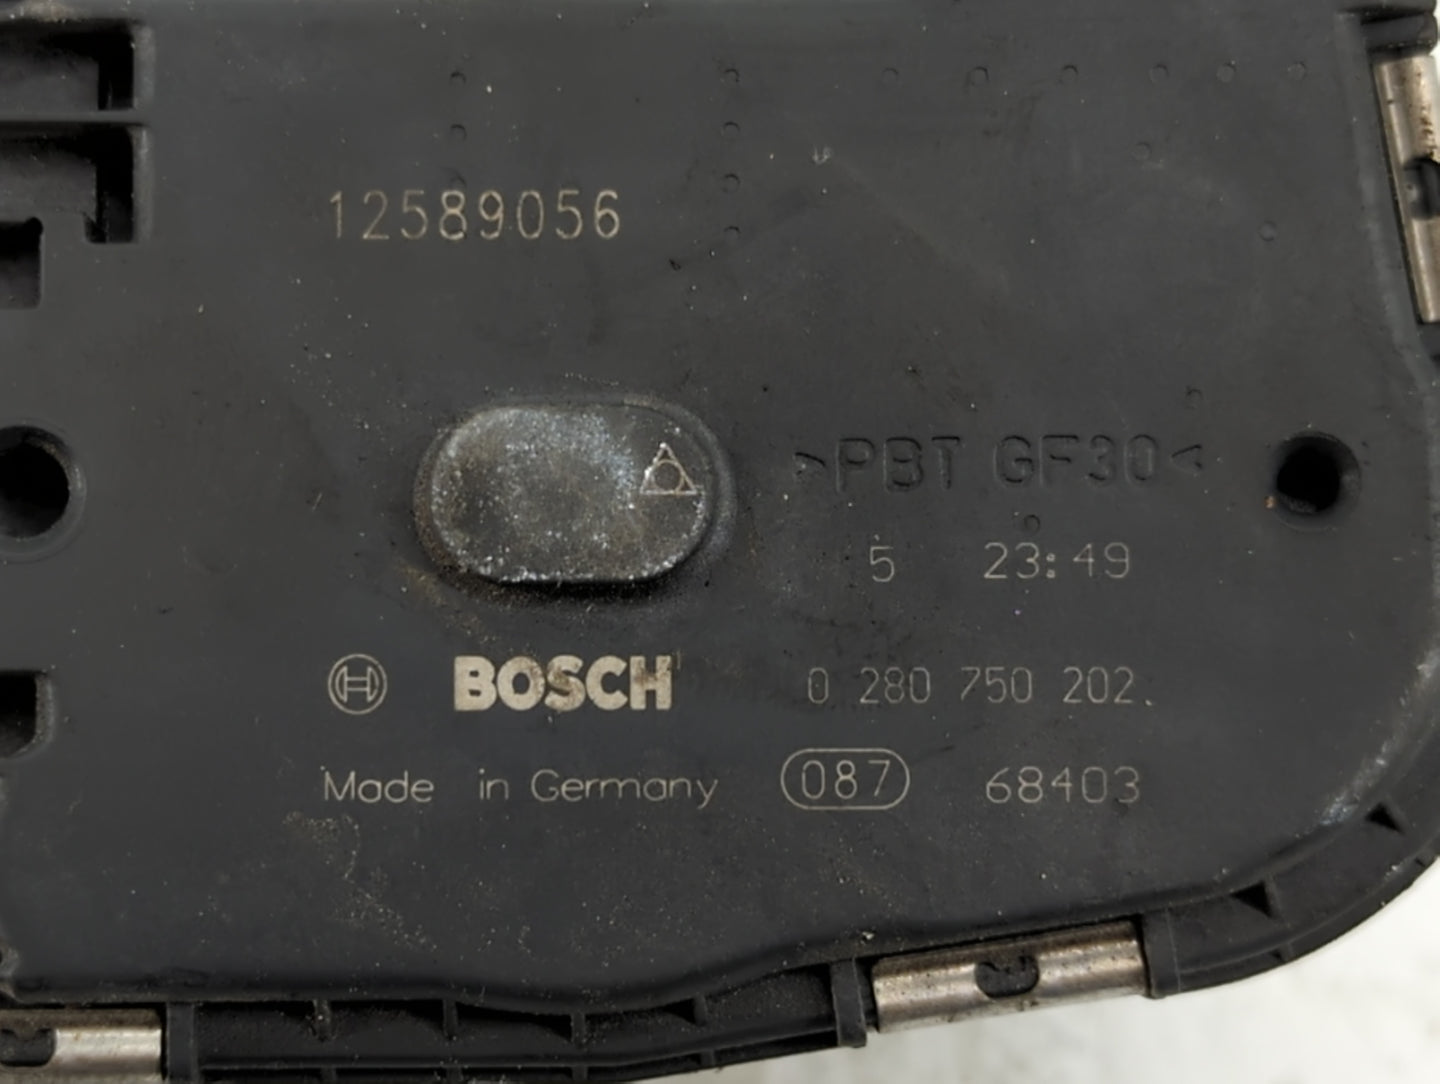 12589056
>PBT GF30<
5 23:49
BOSCH 0 280 750 202.
Made in Germany 087 68403